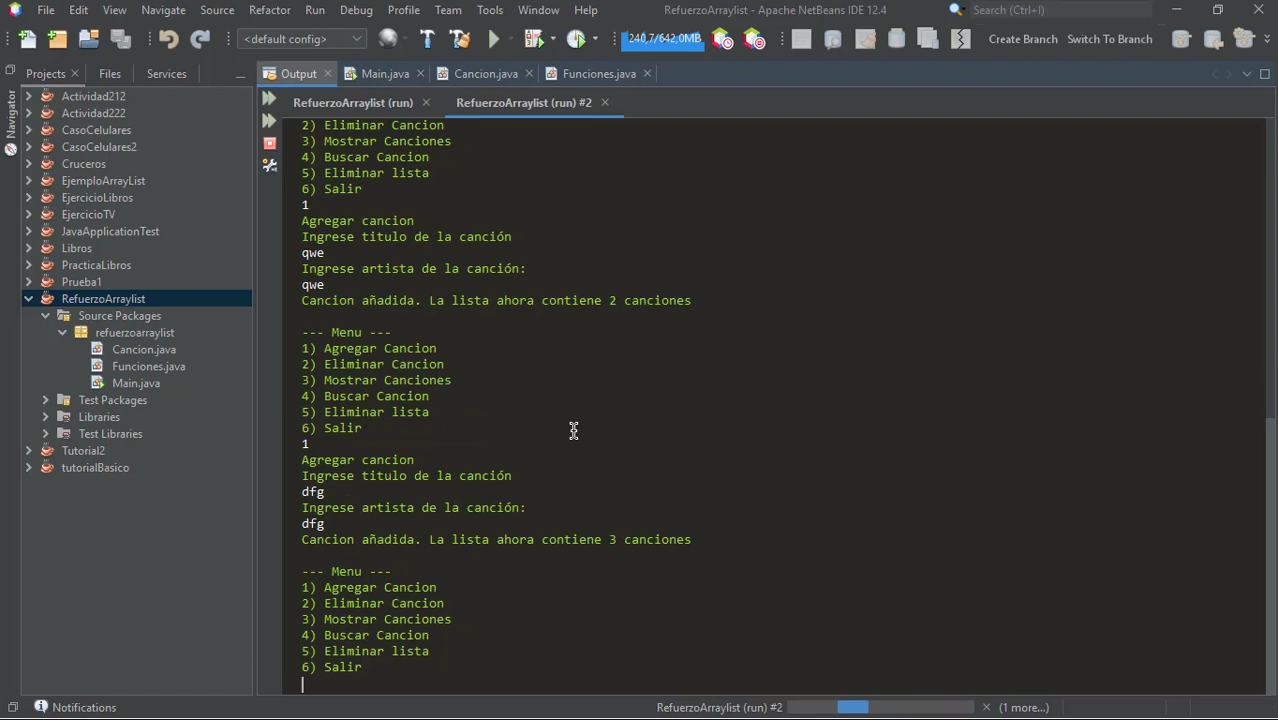 File Edit View Navigate Source Refactor Run Debug Profile Team Tools Window Help RefuerzoArraylist - Apache NetBeans IDE 12.4 Search (Ctrl+I)
<default config> 240,7/642,0MB Create Branch Switch To Branch
Projects Files Services Output Main.java Cancion.java Funciones.java
Navigator
RefuerzoArraylist (run) RefuerzoArraylist (run) #2
Actividad212
Actividad222
CasoCelulares
CasoCelulares2
Cruceros
EjemploArrayList
EjercicioLibros
EjercicioTV
JavaApplicationTest
Libros
PracticaLibros
Prueba1
RefuerzoArraylist
Source Packages
refuerzoarraylist
Cancion.java
Funciones.java
Main.java
Test Packages
Libraries
Test Libraries
Tutorial2
tutorialBasico
2) Eliminar Cancion
3) Mostrar Canciones
4) Buscar Cancion
5) Eliminar lista
6) Salir
1
Agregar cancion
Ingrese titulo de la canción
qwe
Ingrese artista de la canción:
qwe
Cancion añadida. La lista ahora contiene 2 canciones
--- Menu ---
1) Agregar Cancion
2) Eliminar Cancion
3) Mostrar Canciones
4) Buscar Cancion
5) Eliminar lista
6) Salir
1
Agregar cancion
Ingrese titulo de la canción
dfg
Ingrese artista de la canción:
dfg
Cancion añadida. La lista ahora contiene 3 canciones
--- Menu ---
1) Agregar Cancion
2) Eliminar Cancion
3) Mostrar Canciones
4) Buscar Cancion
5) Eliminar lista
6) Salir
Notifications RefuerzoArraylist (run) #2 (1 more...)